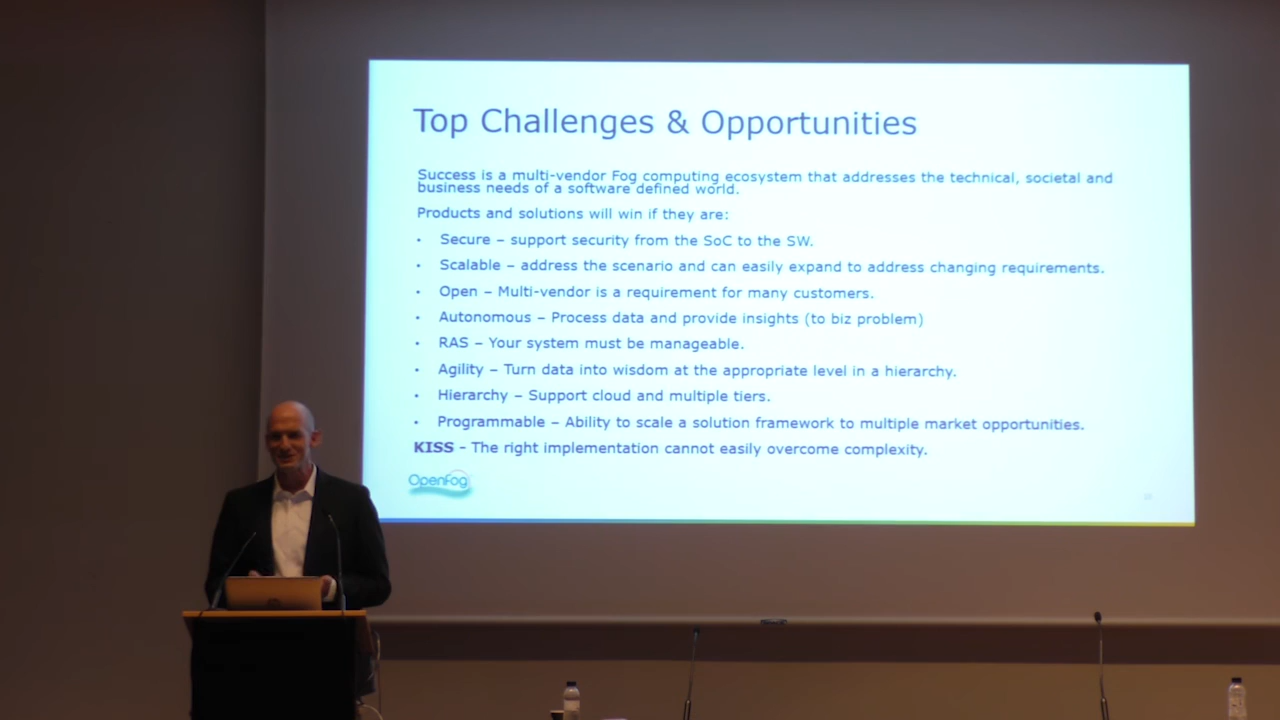 Top Challenges & Opportunities
Success is a multi-vendor Fog computing ecosystem that addresses the technical, societal and
business needs of a software defined world.
Products and solutions will win if they are:
• Secure – support security from the SoC to the SW.
• Scalable – address the scenario and can easily expand to address changing requirements.
• Open – Multi-vendor is a requirement for many customers.
• Autonomous – Process data and provide insights (to biz problem)
• RAS – Your system must be manageable.
• Agility – Turn data into wisdom at the appropriate level in a hierarchy.
• Hierarchy – Support cloud and multiple tiers.
• Programmable – Ability to scale a solution framework to multiple market opportunities.
KISS - The right implementation cannot easily overcome complexity.
OpenFog